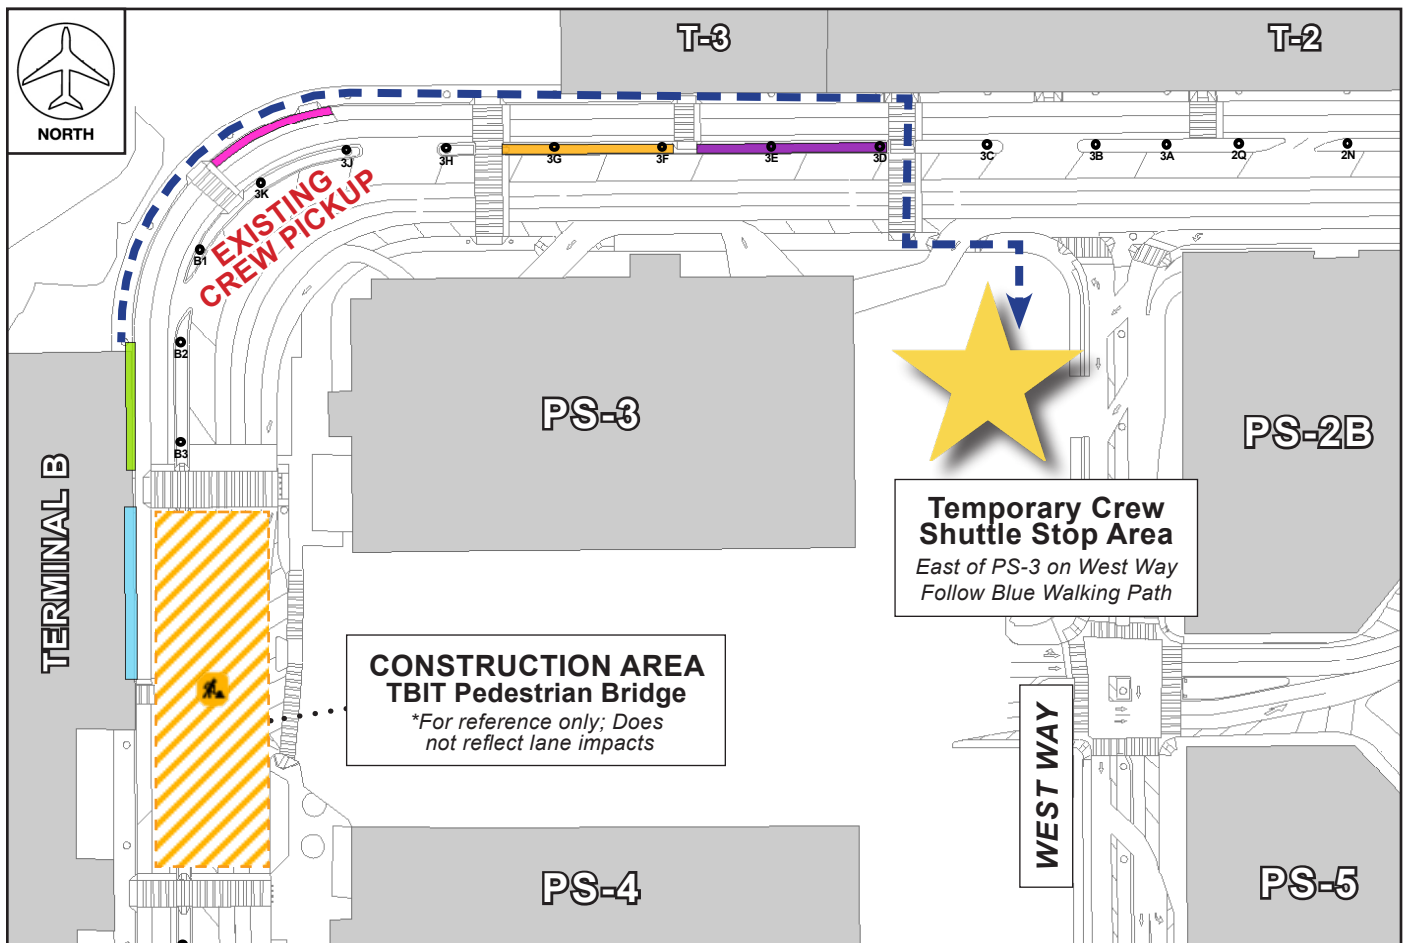 NORTH
T-3
T-2
3J
3H
3G
3F
3E
3D
3C
3B
3A
2Q
2N
3K
B1
EXISTING
CREW PICKUP
B2
B3
PS-3
PS-2B
TERMINAL B
Temporary Crew
Shuttle Stop Area
East of PS-3 on West Way
Follow Blue Walking Path
CONSTRUCTION AREA
TBIT Pedestrian Bridge
*For reference only; Does
not reflect lane impacts
WEST WAY
PS-4
PS-5